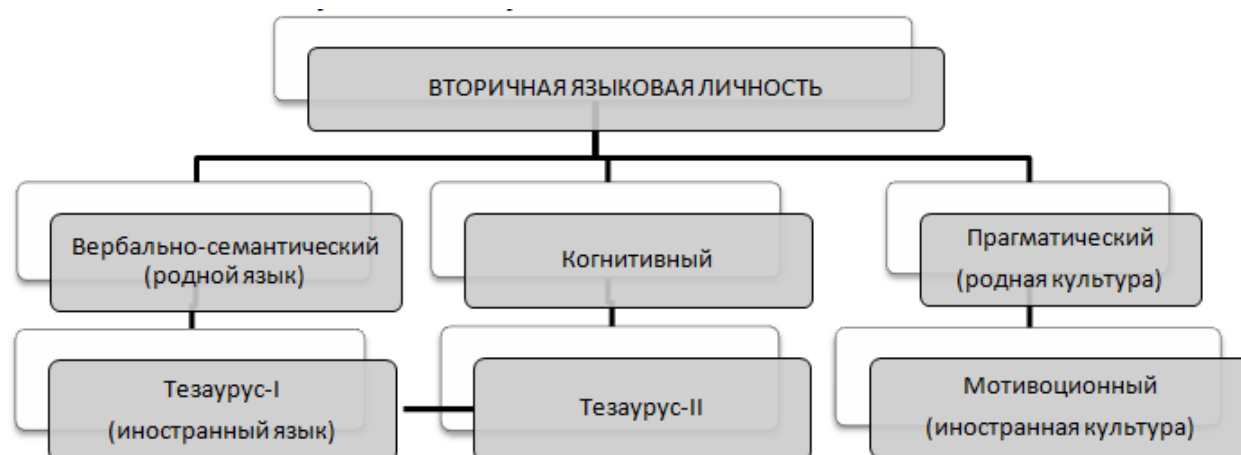 ВТОРИЧНАЯ ЯЗЫКОВАЯ ЛИЧНОСТЬ
Вербально-семантический
(родной язык)
Когнитивный
Прагматический
(родная культура)
Тезаурус-I
(иностранный язык)
Тезаурус-II
Мотивоционный
(иностранная культура)